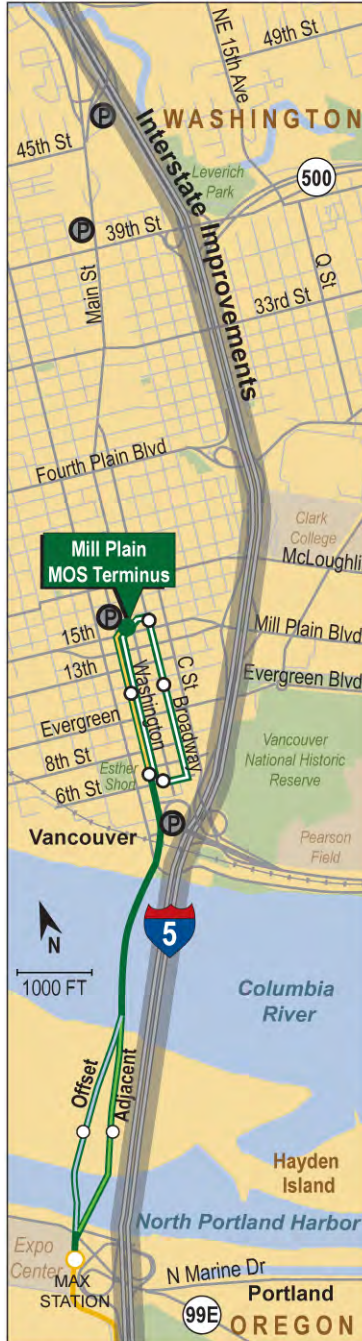 49th St
NE 15th Ave
P
WASHINGTON
45th St
Interstate Improvements
Leverich
Park
500
P
39th St
Main St
Q St
33rd St
Fourth Plain Blvd
Clark
College
McLoughli
Mill Plain
MOS Terminus
P
15th
Mill Plain Blvd
13th
Washington
C St
Broadway
Evergreen Blvd
Evergreen
8th St
Esther
Short
6th St
Vancouver
National Historic
Reserve
P
Vancouver
Pearson
Field
N
5
1000 FT
Columbia
River
Offset
Adjacent
Hayden
Island
North Portland Harbor
Expo
Center
MAX
STATION
N Marine Dr
Portland
99E
OREGON